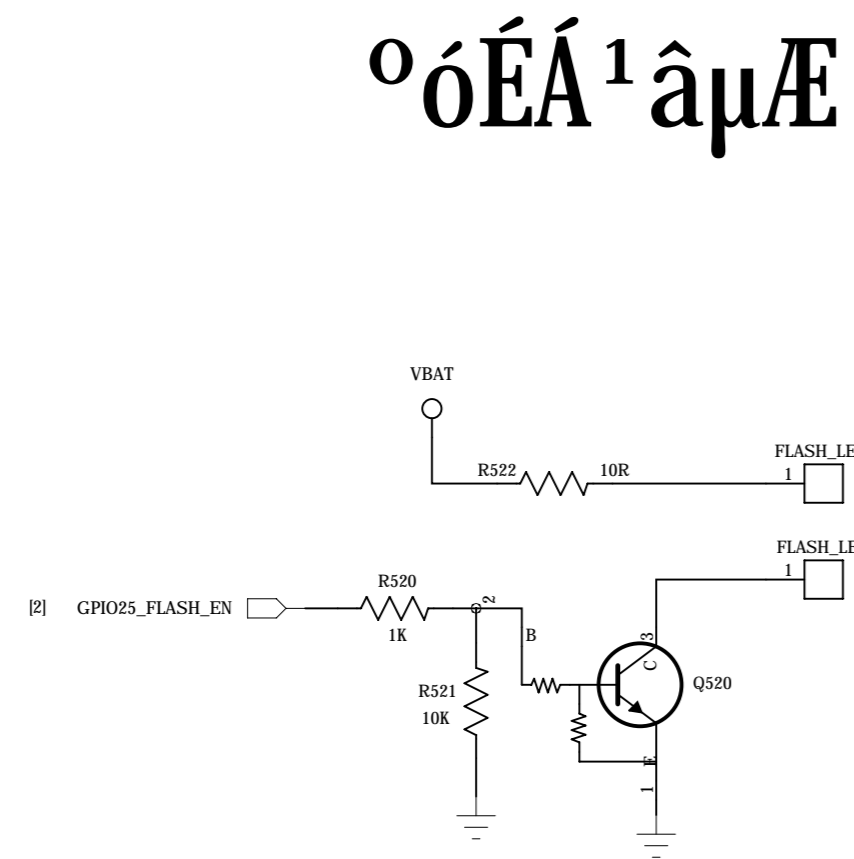 ºóÉÁ¹âµÆ
VBAT
R522 10R
FLASH_LE
1
FLASH_LE
1
[2] GPIO25_FLASH_EN
R520
1K
2
B
3
C
Q520
R521
10K
E
1